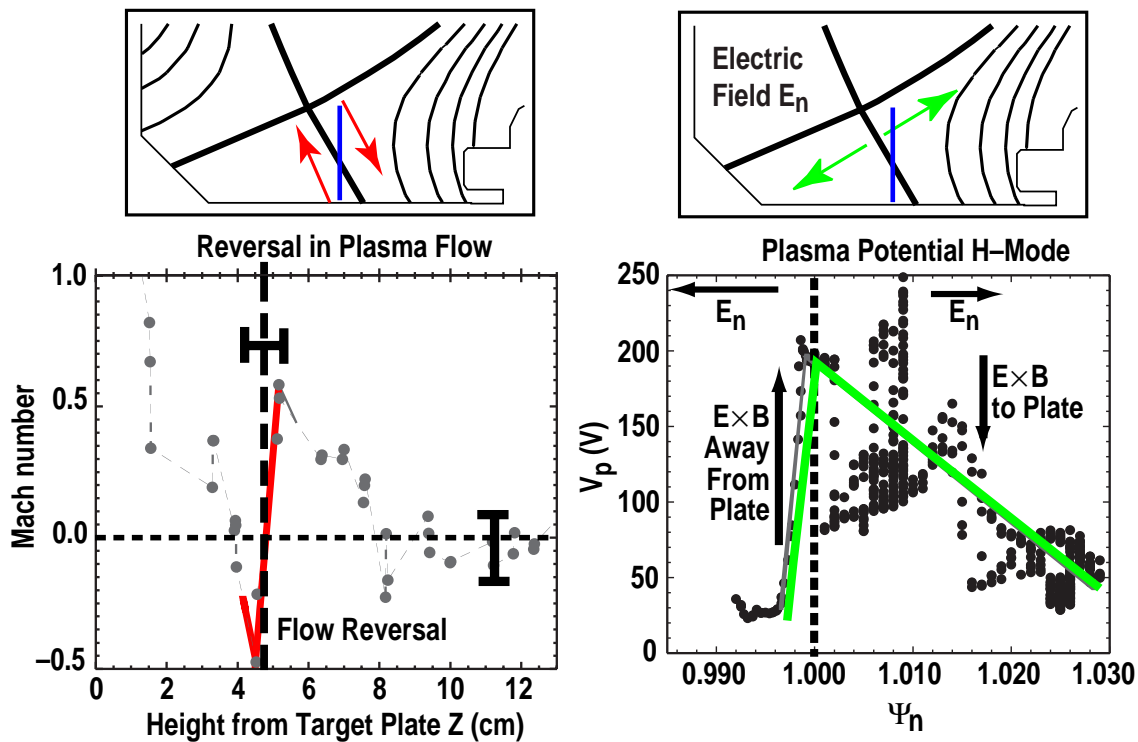 Electric
Field En
Reversal in Plasma Flow
1.0
0.5
0.0
–0.5
Mach number
Flow Reversal
0 2 4 6 8 10 12
Height from Target Plate Z (cm)
Plasma Potential H–Mode
250
200
150
100
50
0
Vp (V)
En
En
E×B
Away
From
Plate
E×B
to Plate
0.990 1.000 1.010 1.020 1.030
Ψn